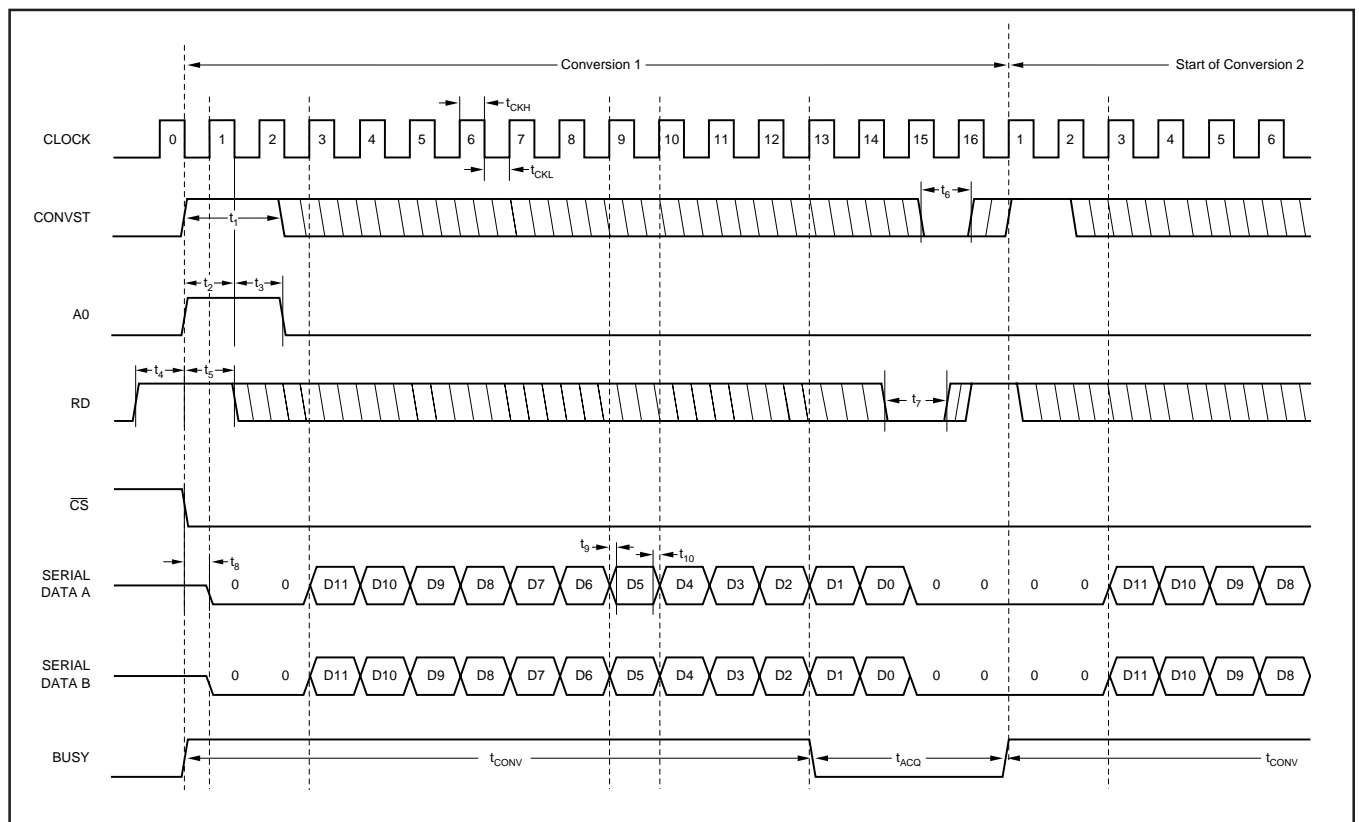 Conversion 1
Start of Conversion 2
tCKH
CLOCK
0 1 2 3 4 5 6 7 8 9 10 11 12 13 14 15 16 1 2 3 4 5 6
tCKL
CONVST
t1
t6
A0
t2
t3
RD
t4
t5
t7
CS
t8
t9
t10
SERIAL
DATA A
0 0 D11 D10 D9 D8 D7 D6 D5 D4 D3 D2 D1 D0 0 0 0 0 D11 D10 D9 D8
SERIAL
DATA B
0 0 D11 D10 D9 D8 D7 D6 D5 D4 D3 D2 D1 D0 0 0 0 0 D11 D10 D9 D8
BUSY
tCONV
tACQ
tCONV